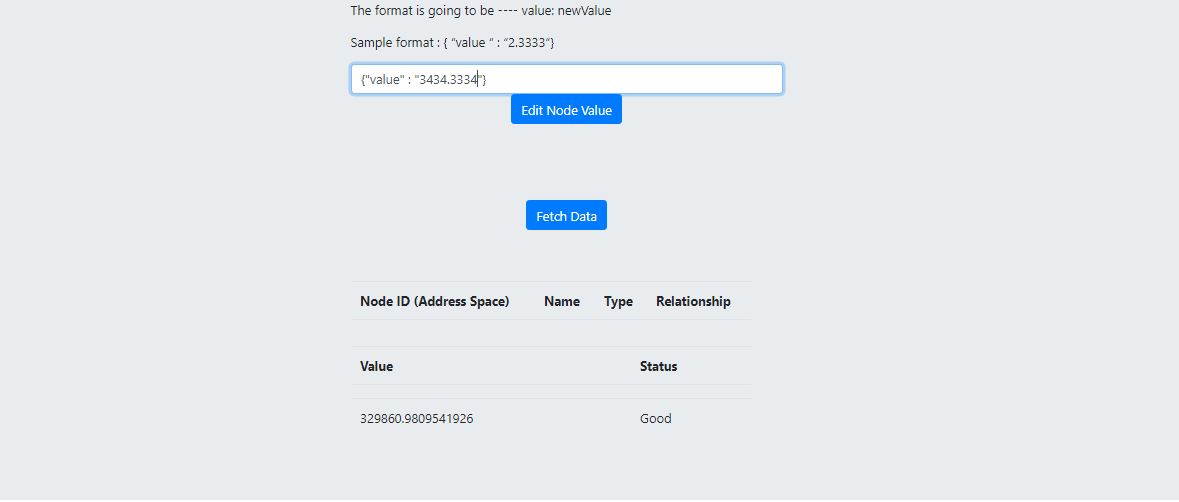 The format is going to be ---- value: newValue
Sample format : { “value “ : “2.3333”}
{"value" : "3434.3334"}
Edit Node Value
Fetch Data
Node ID (Address Space) Name Type Relationship
Value Status
329860.9809541926 Good